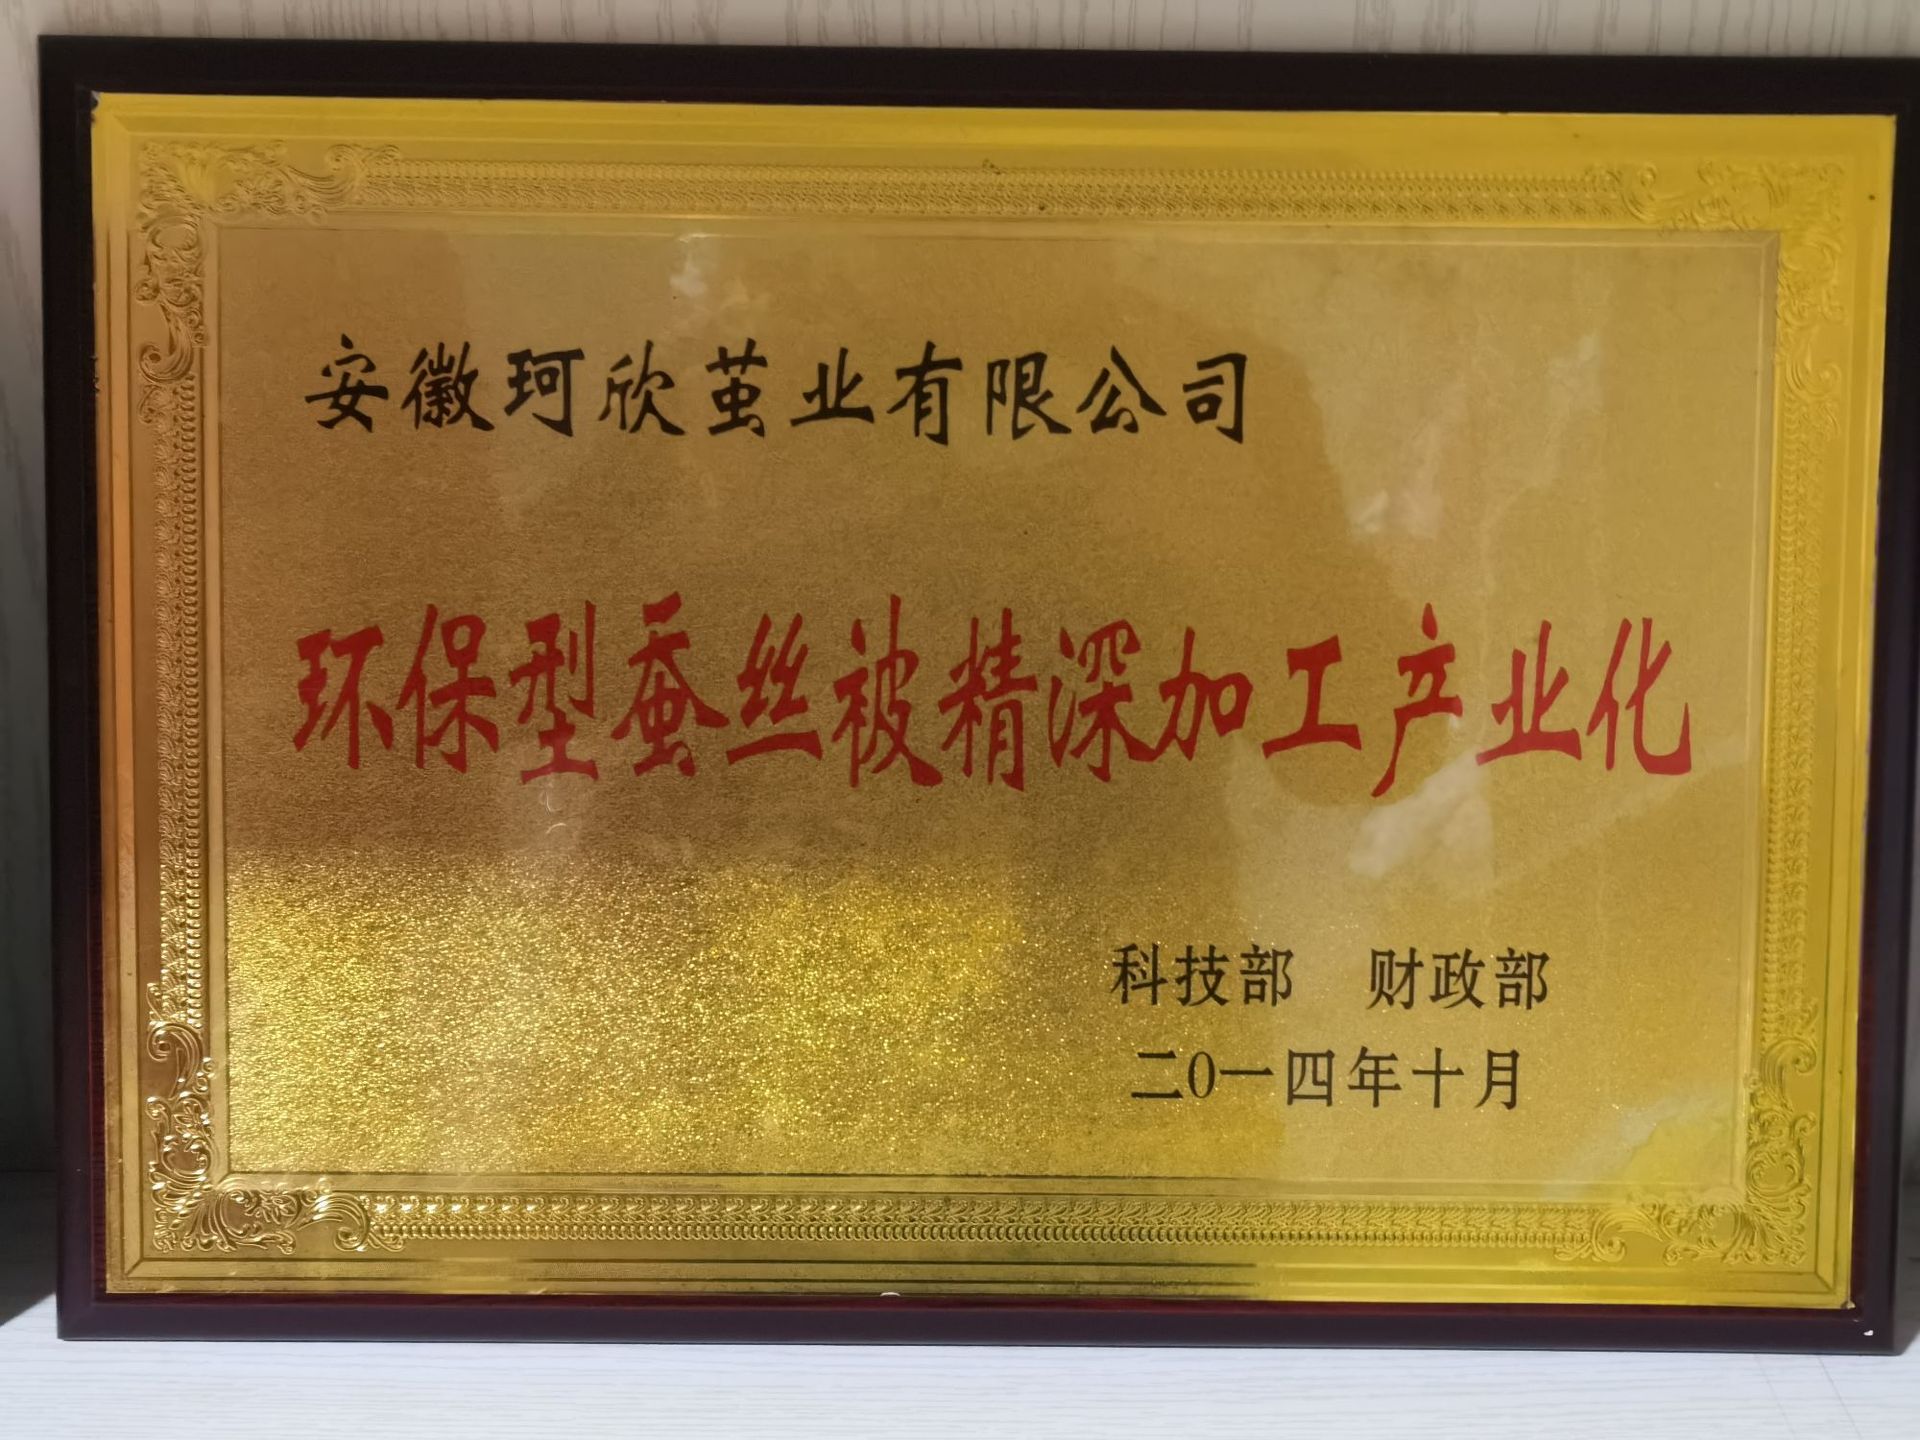 安徽珂欣茧业有限公司
环保型蚕丝被精深加工产业化
科技部 财政部
二0一四年十月